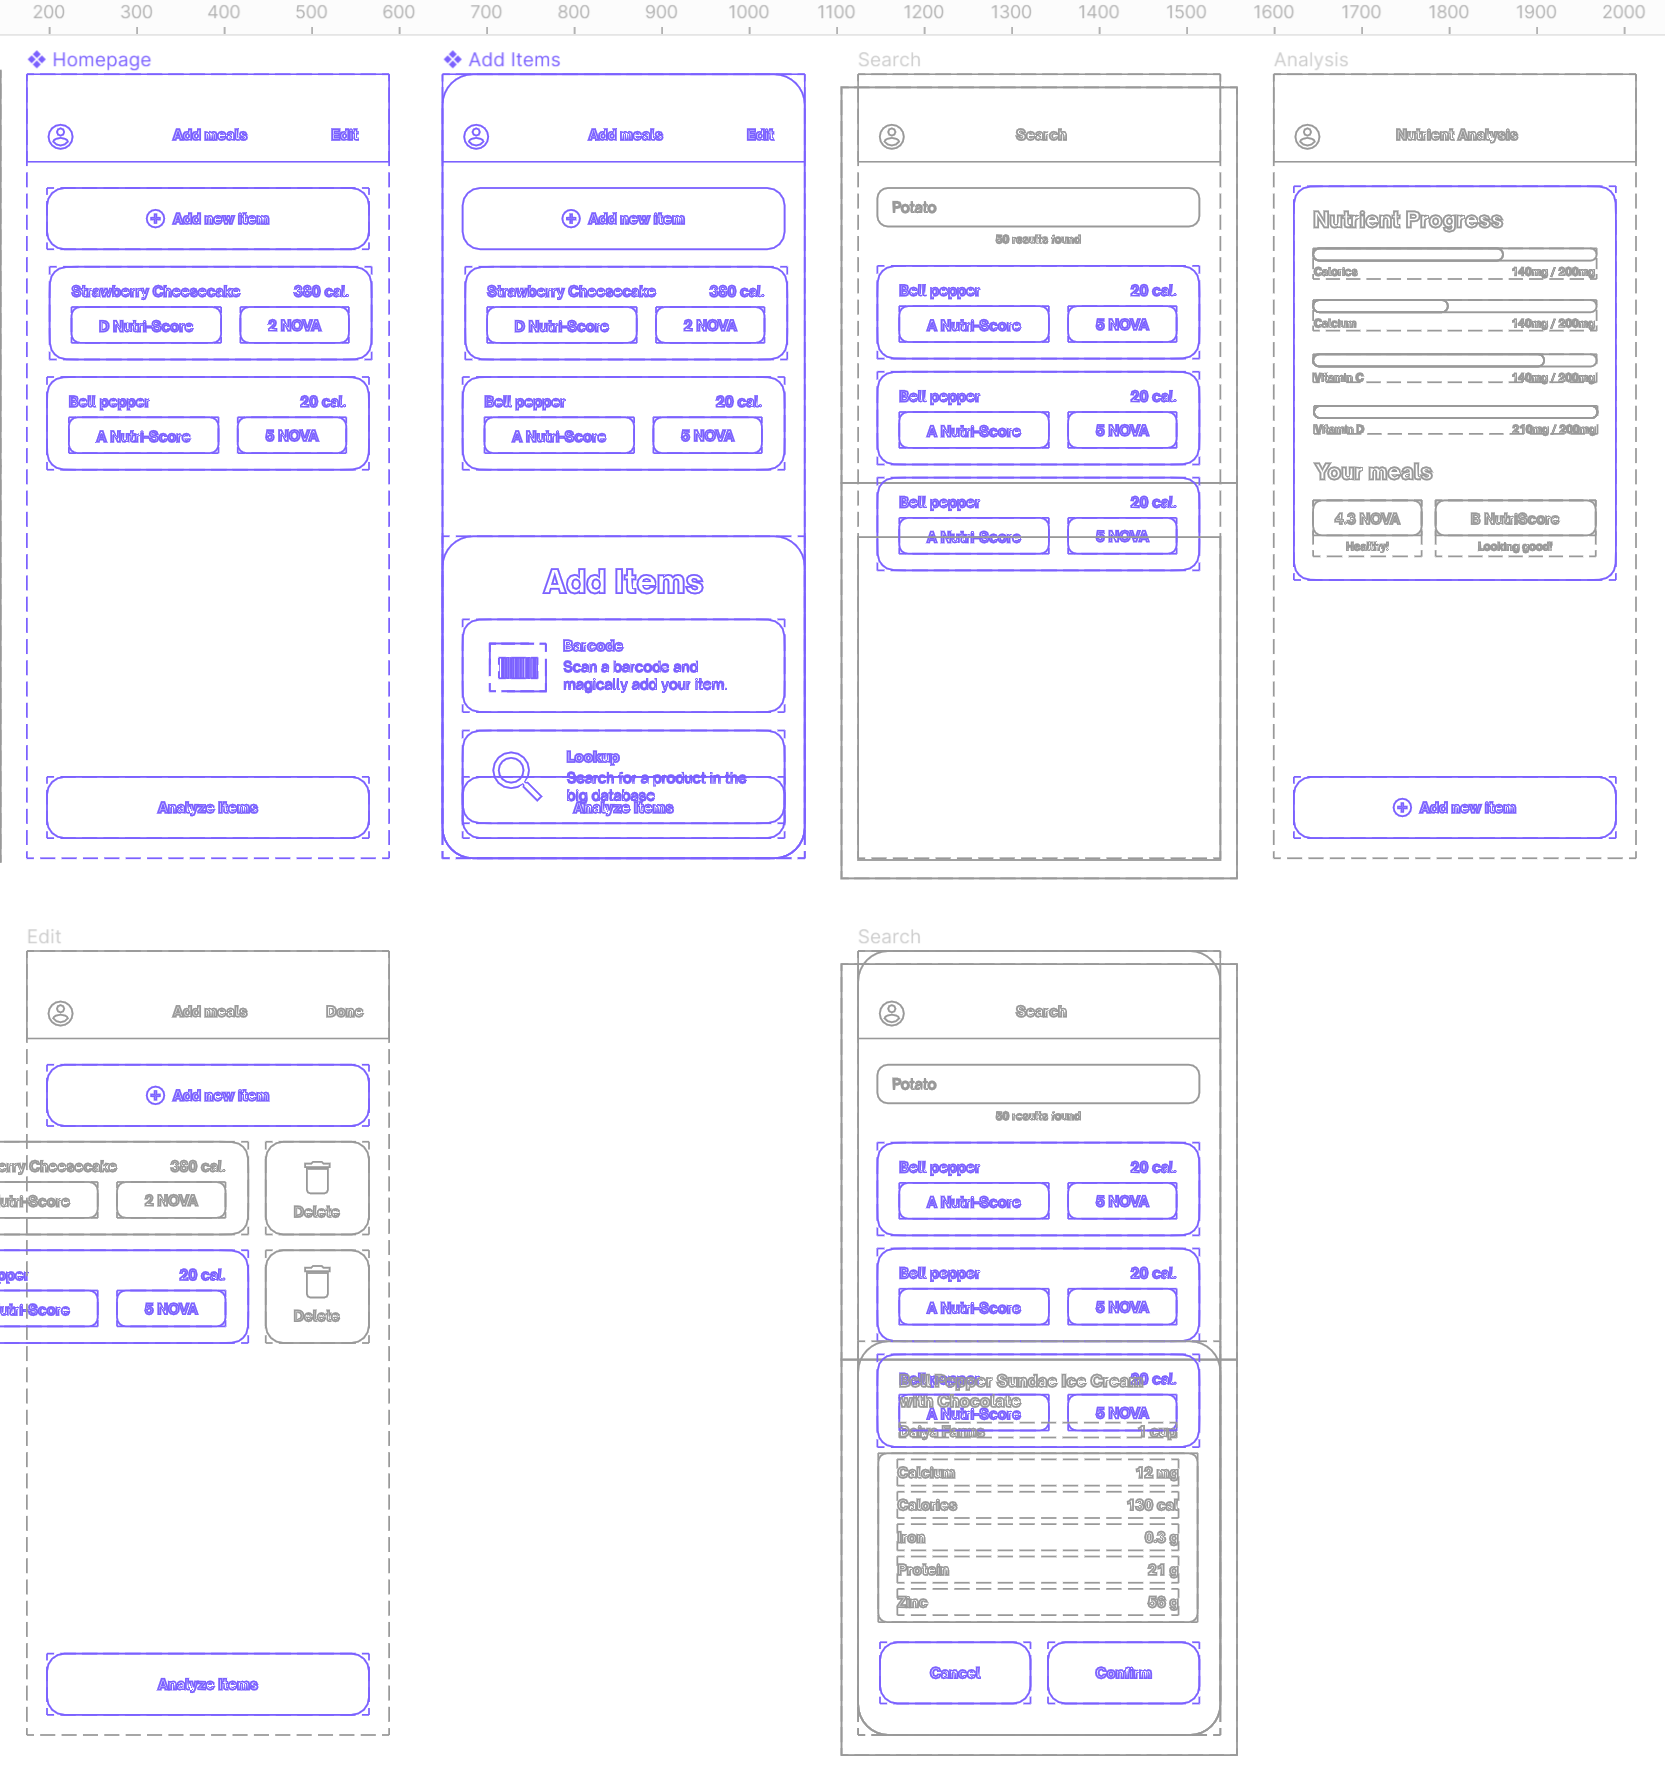 200 300 400 500 600 700 800 900 1000 1100 1200 1300 1400 1500 1600 1700 1800 1900 2000
Homepage
Add meals Edit
Add new item
Strawberry Cheesecake 380 cal.
D Nutri-Score 2 NOVA
Bell pepper 20 cal.
A Nutri-Score 5 NOVA
Analyze Items
Add Items
Add meals Edit
Add new item
Strawberry Cheesecake 380 cal.
D Nutri-Score 2 NOVA
Bell pepper 20 cal.
A Nutri-Score 5 NOVA
Add Items
Barcode
Scan a barcode and
magically add your item.
Lookup
Search for a product in the
big database
Analyze Items
Search
Search
Potato
50 results found
Bell pepper 20 cal.
A Nutri-Score 5 NOVA
Bell pepper 20 cal.
A Nutri-Score 5 NOVA
Bell pepper 20 cal.
A Nutri-Score 5 NOVA
Analysis
Nutrient Analysis
Nutrient Progress
Calories 140mg / 200mg
Calcium 140mg / 200mg
Vitamin C 140mg / 200mg
Vitamin D 210mg / 200mg
Your meals
4.3 NOVA B NutriScore
Healthy! Looking good!
Add new item
Edit
Add meals Done
Add new item
erry Cheesecake 380 cal.
utri-Score 2 NOVA
Delete
pper 20 cal.
utri-Score 5 NOVA
Delete
Analyze Items
Search
Search
Potato
50 results found
Bell pepper 20 cal.
A Nutri-Score 5 NOVA
Bell pepper 20 cal.
A Nutri-Score 5 NOVA
Bell pepper 20 cal.
A Nutri-Score 5 NOVA
Bell Pepper Sundae Ice Cream
with Chocolate
Daiya Farms 1 cup
Calcium 12 mg
Calories 130 cal
Iron 0.3 g
Protein 21 g
Zinc 56 g
Cancel Confirm